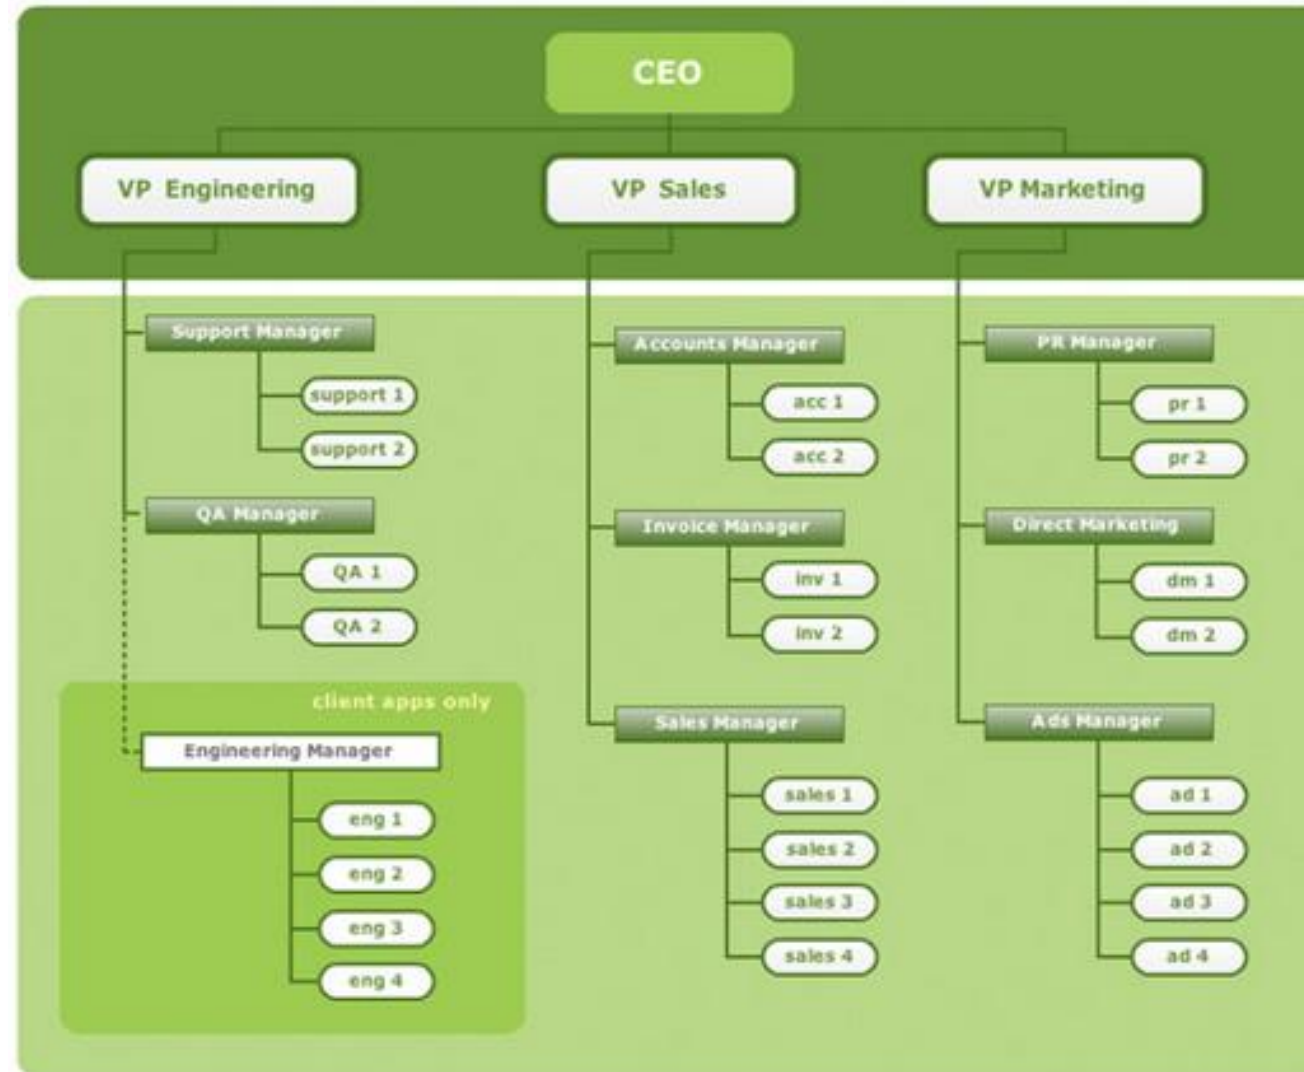 CEO
VP Engineering
VP Sales
VP Marketing
Support Manager
support 1
support 2
QA Manager
QA 1
QA 2
client apps only
Engineering Manager
eng 1
eng 2
eng 3
eng 4
Accounts Manager
acc 1
acc 2
Invoice Manager
inv 1
inv 2
Sales Manager
sales 1
sales 2
sales 3
sales 4
PR Manager
pr 1
pr 2
Direct Marketing
dm 1
dm 2
Ads Manager
ad 1
ad 2
ad 3
ad 4